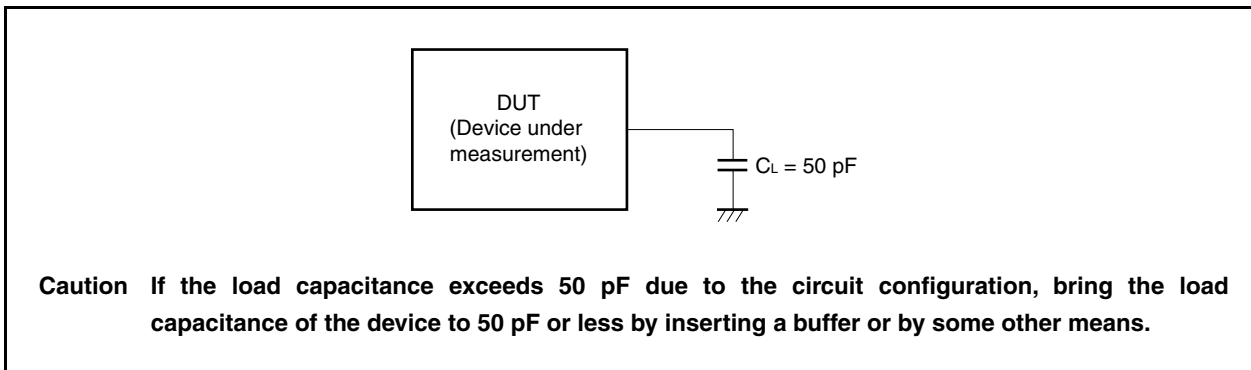 DUT
(Device under
measurement)
CL = 50 pF
Caution If the load capacitance exceeds 50 pF due to the circuit configuration, bring the load
capacitance of the device to 50 pF or less by inserting a buffer or by some other means.